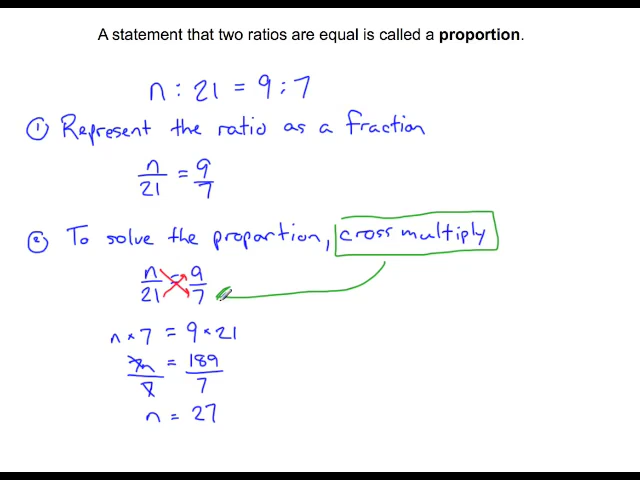 A statement that two ratios are equal is called a proportion.
n : 21 = 9 : 7
① Represent the ratio as a fraction
n/21 = 9/7
② To solve the proportion, cross multiply
n/21 = 9/7
n × 7 = 9 × 21
7n/7 = 189/7
n = 27